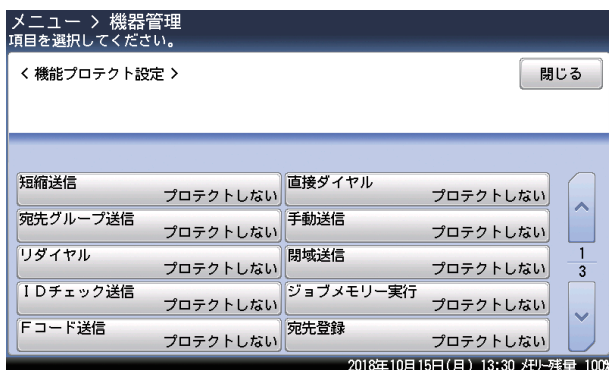 メニュー > 機器管理
項目を選択してください。
< 機能プロテクト設定 >
閉じる
短縮送信
プロテクトしない
直接ダイヤル
プロテクトしない
宛先グループ送信
プロテクトしない
手動送信
プロテクトしない
リダイヤル
プロテクトしない
閉域送信
プロテクトしない
1
3
IDチェック送信
プロテクトしない
ジョブメモリー実行
プロテクトしない
Fコード送信
プロテクトしない
宛先登録
プロテクトしない
2018年10月15日(月) 13:30 メモリー残量 100%